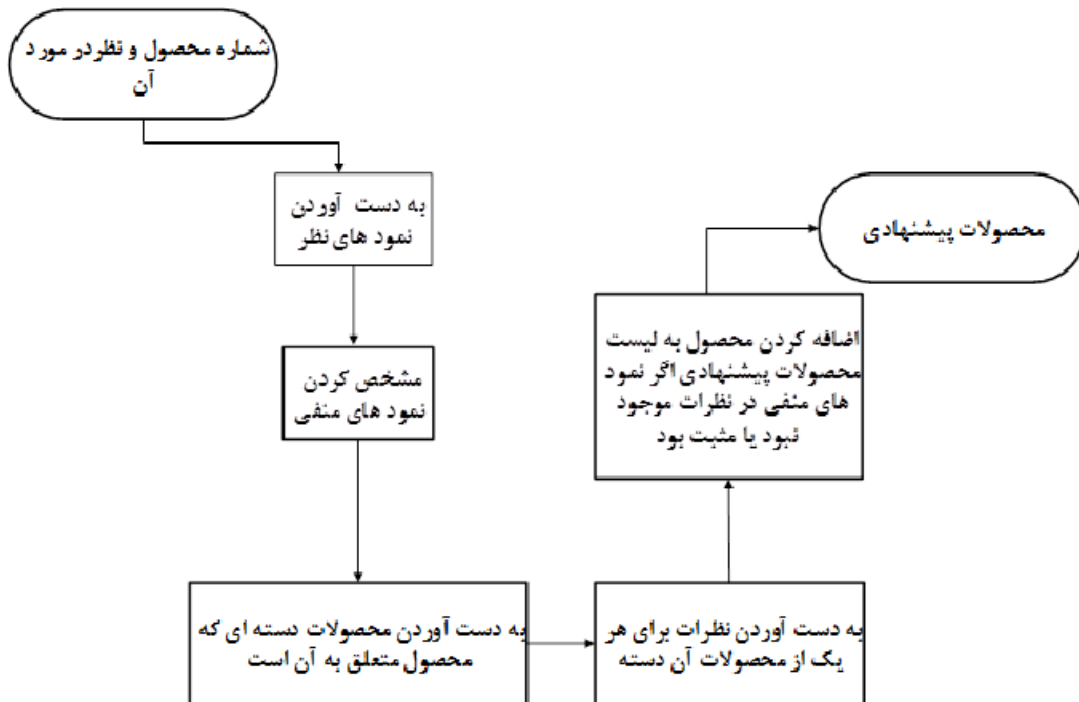 شماره محصول و نظردر مورد
آن
به دست آوردن
نمود های نظر
مشخص کردن
نمود های منفی
به دست آوردن محصولات دسته ای که
محصول متعلق به آن است
به دست آوردن نظرات برای هر
یک از محصولات آن دسته
اضافه کردن محصول به لیست
محصولات پیشنهادی اگر نمود
های منفی در نظرات موجود
نبود یا مثبت بود
محصولات پیشنهادی